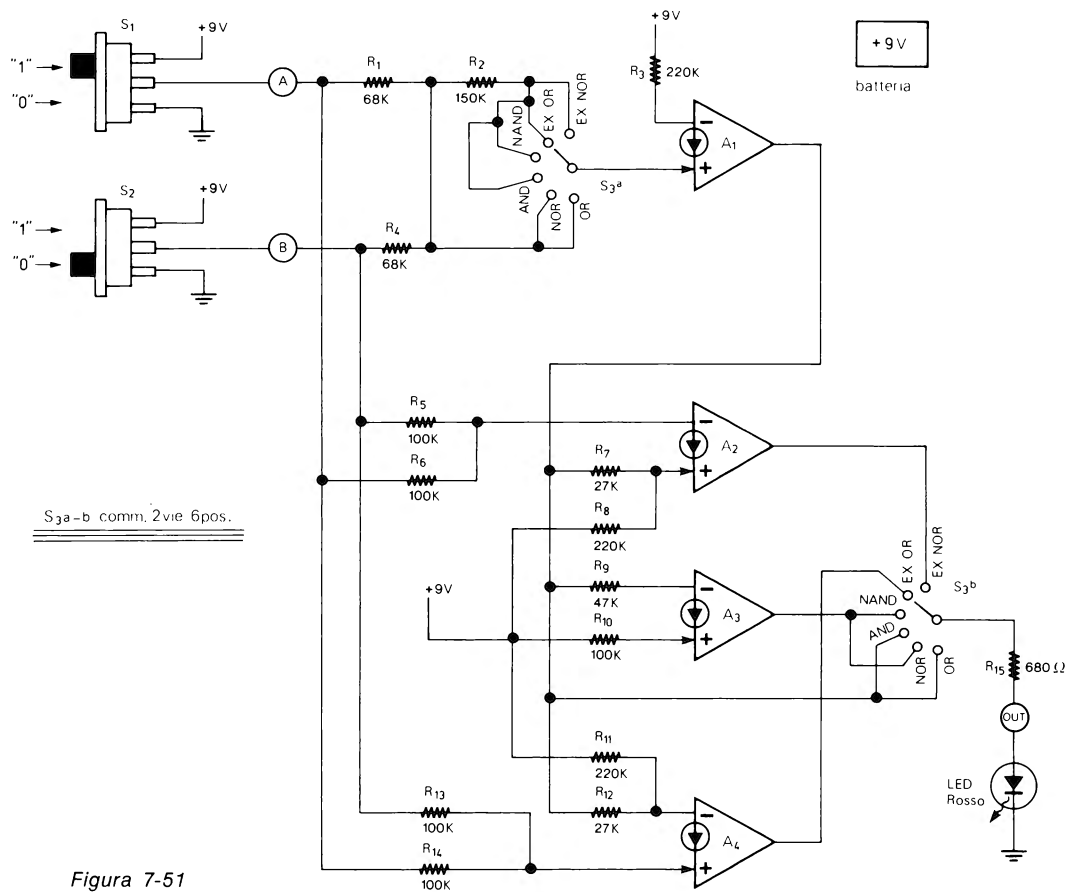 S1
+9V
"1"
"0"
A
R1
68K
R2
150K
NAND
EX OR
EX NOR
AND
NOR
OR
S3a
+9V
R3
220K
−
+
A1
+9V
batteria
S2
+9V
"1"
"0"
B
R4
68K
R5
100K
R6
100K
−
+
A2
R7
27K
R8
220K
S3a-b comm. 2vie 6pos.
+9V
R9
47K
R10
100K
−
+
A3
EX OR
EX NOR
NAND
AND
NOR
OR
S3b
R15
680 Ω
OUT
LED
Rosso
R11
220K
R12
27K
R13
100K
R14
100K
−
+
A4
Figura 7-51